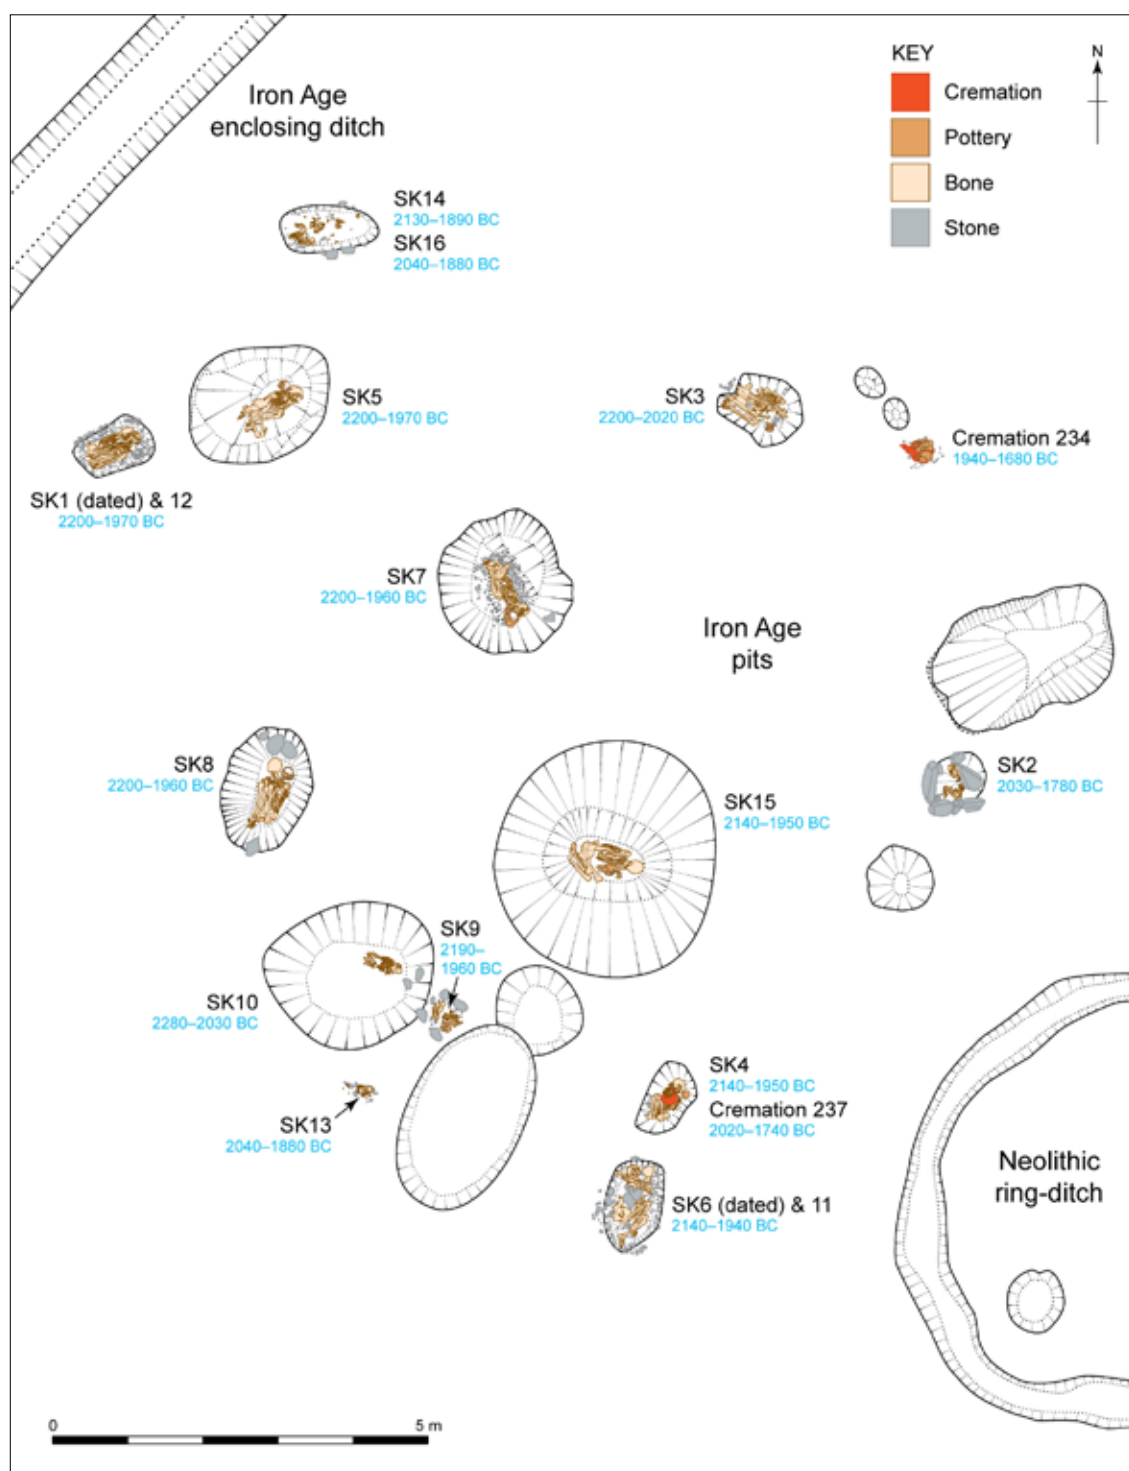 Iron Age
enclosing ditch
KEY
Cremation
Pottery
Bone
Stone
N
SK14
2130–1890 BC
SK16
2040–1880 BC
SK5
2200–1970 BC
SK3
2200–2020 BC
Cremation 234
1940–1680 BC
SK1 (dated) & 12
2200–1970 BC
SK7
2200–1960 BC
Iron Age
pits
SK8
2200–1960 BC
SK15
2140–1950 BC
SK2
2030–1780 BC
SK9
2190–
1960 BC
SK10
2280–2030 BC
SK4
2140–1950 BC
Cremation 237
2020–1740 BC
SK13
2040–1880 BC
Neolithic
ring-ditch
SK6 (dated) & 11
2140–1940 BC
0
5 m